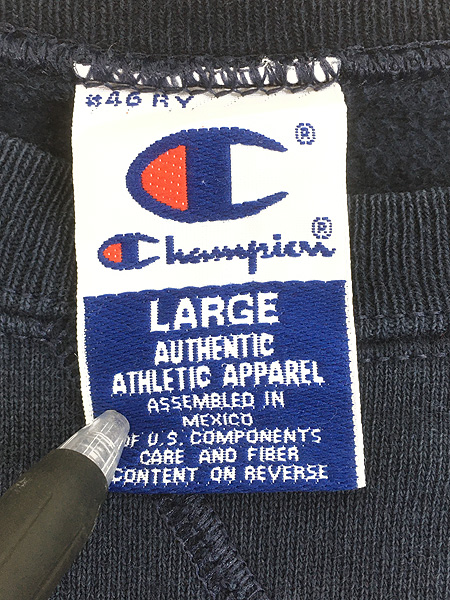 #46 RY
®
Champion®
LARGE
AUTHENTIC
ATHLETIC APPAREL
ASSEMBLED IN
MEXICO
OF U.S. COMPONENTS
CARE AND FIBER
CONTENT ON REVERSE